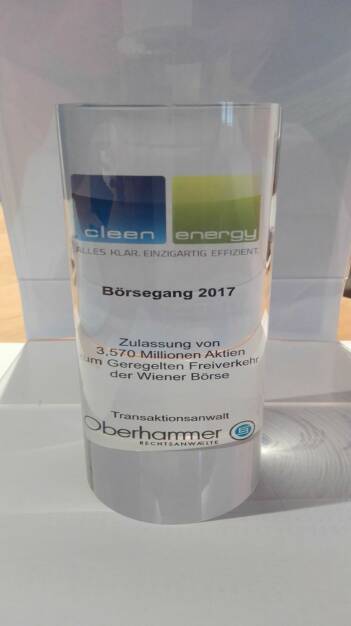 cleen energy
ALLES KLAR. EINZIGARTIG EFFIZIENT.
Börsegang 2017
Zulassung von
3,570 Millionen Aktien
zum Geregelten Freiverkehr
der Wiener Börse
Transaktionsanwalt
Oberhammer
RECHTSANWÄLTE